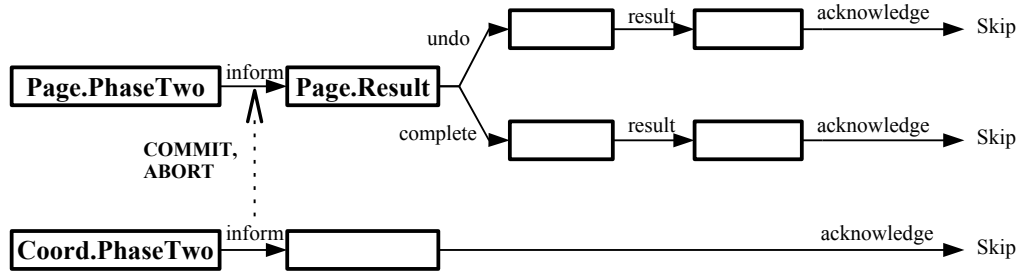 result acknowledge Skip
undo
Page.PhaseTwo inform Page.Result
complete result acknowledge Skip
COMMIT,
ABORT
Coord.PhaseTwo inform acknowledge Skip